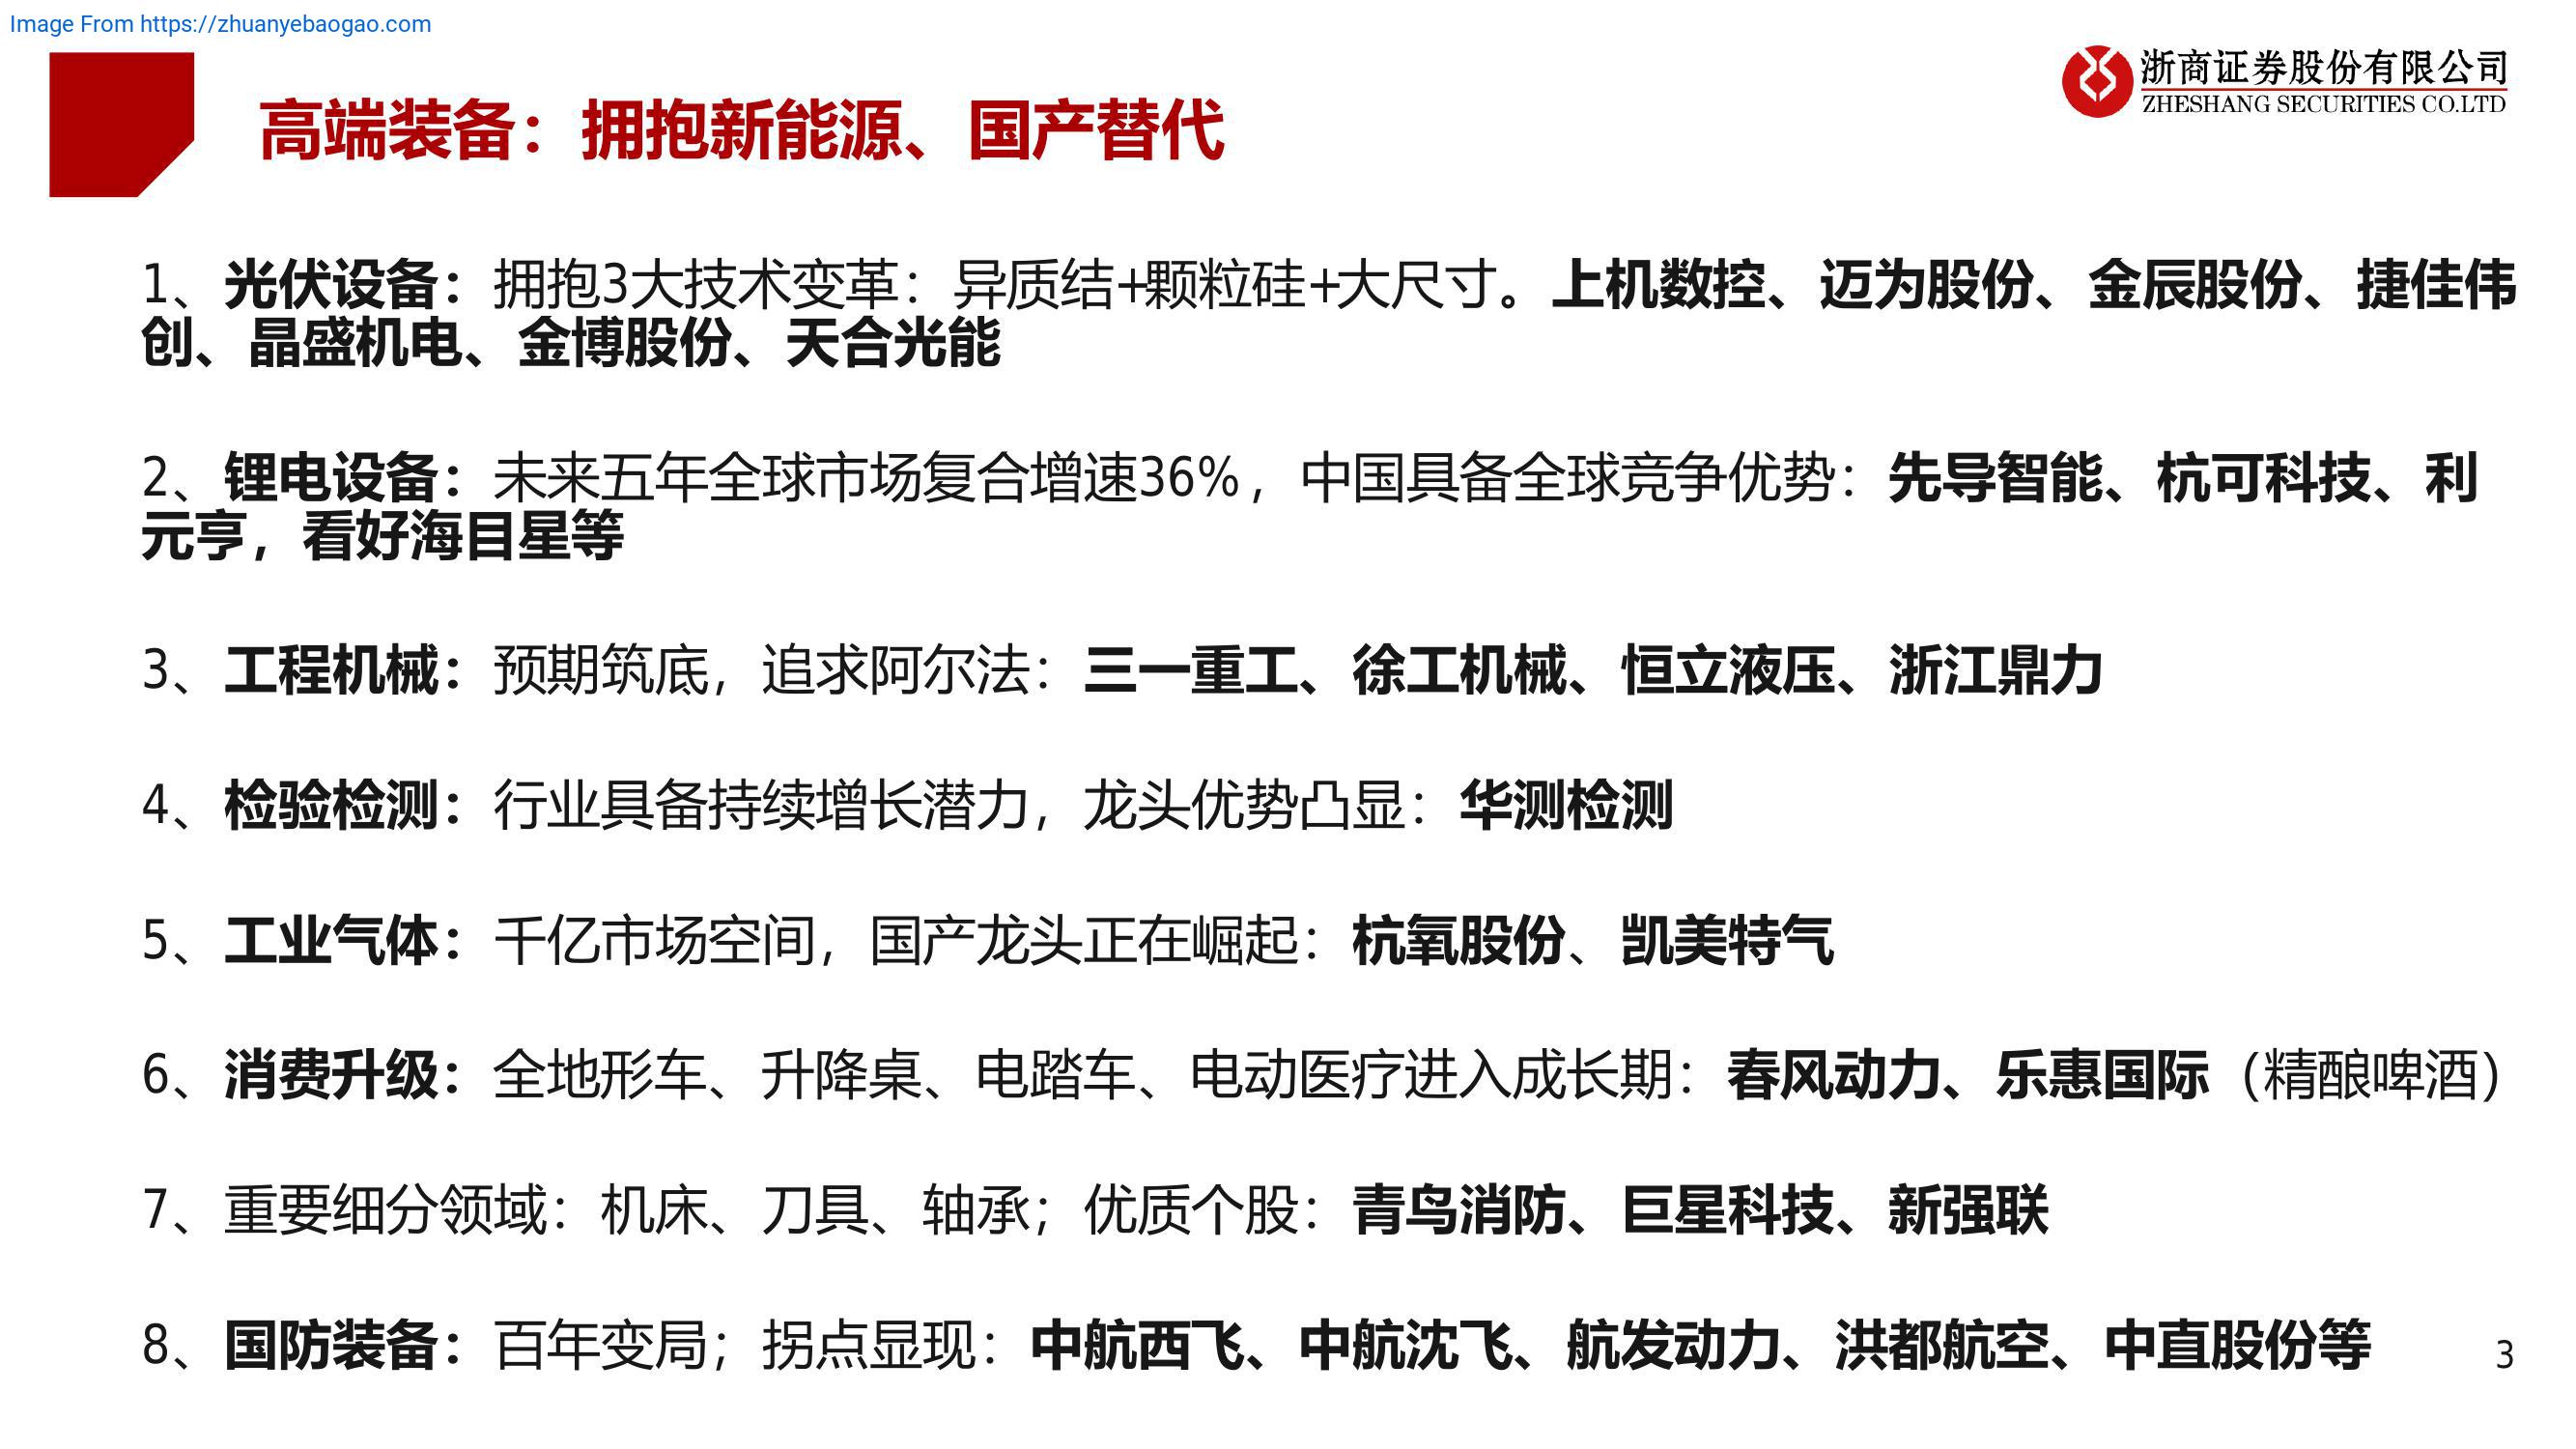 Image From https://zhuanyebaogao.com
浙商证券股份有限公司
ZHESHANG SECURITIES CO.LTD
高端装备：拥抱新能源、国产替代
1、光伏设备：拥抱3大技术变革：异质结+颗粒硅+大尺寸。上机数控、迈为股份、金辰股份、捷佳伟
创、晶盛机电、金博股份、天合光能
2、锂电设备：未来五年全球市场复合增速36%，中国具备全球竞争优势：先导智能、杭可科技、利
元亨，看好海目星等
3、工程机械：预期筑底，追求阿尔法：三一重工、徐工机械、恒立液压、浙江鼎力
4、检验检测：行业具备持续增长潜力，龙头优势凸显：华测检测
5、工业气体：千亿市场空间，国产龙头正在崛起：杭氧股份、凯美特气
6、消费升级：全地形车、升降桌、电踏车、电动医疗进入成长期：春风动力、乐惠国际（精酿啤酒）
7、重要细分领域：机床、刀具、轴承；优质个股：青鸟消防、巨星科技、新强联
8、国防装备：百年变局；拐点显现：中航西飞、中航沈飞、航发动力、洪都航空、中直股份等
3